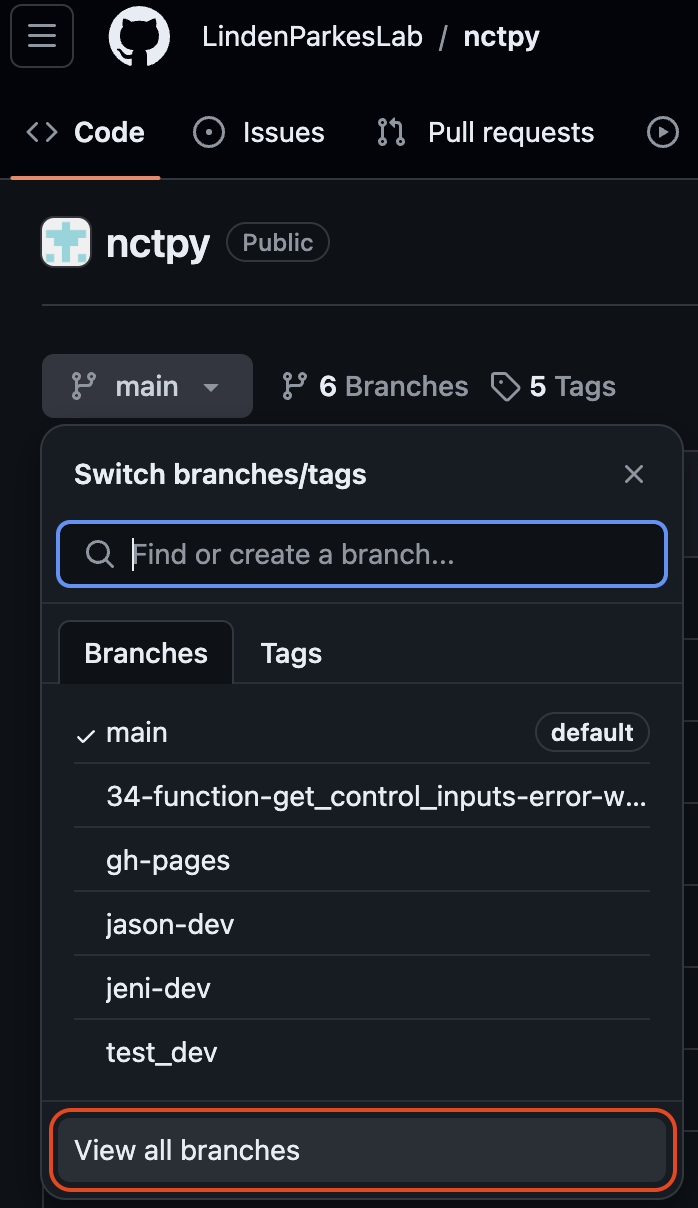 LindenParkesLab / nctpy
Code Issues Pull requests
nctpy Public
main 6 Branches 5 Tags
Switch branches/tags
Find or create a branch...
Branches Tags
main default
34-function-get_control_inputs-error-w...
gh-pages
jason-dev
jeni-dev
test_dev
View all branches